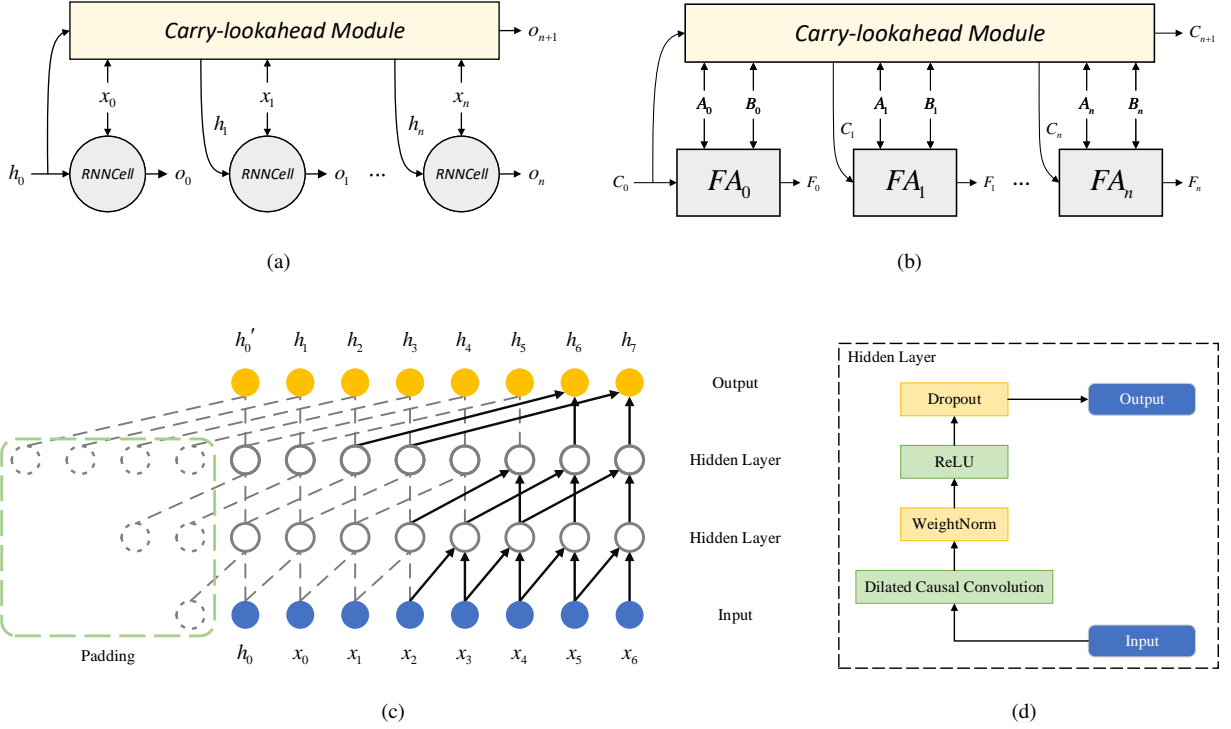 Carry-lookahead Module
o_{n+1}
x_0 x_1 x_n
h_1 h_n
h_0 RNNCell o_0 RNNCell o_1 ... RNNCell o_n
(a)
Carry-lookahead Module
C_{n+1}
A_0 B_0 A_1 B_1 A_n B_n
C_1 C_n
C_0 FA_0 F_0 FA_1 F_1 ... FA_n F_n
(b)
h_0' h_1 h_2 h_3 h_4 h_5 h_6 h_7
Output
Hidden Layer
Hidden Layer
Input
Padding
h_0 x_0 x_1 x_2 x_3 x_4 x_5 x_6
(c)
Hidden Layer
Dropout Output
ReLU
WeightNorm
Dilated Causal Convolution
Input
(d)